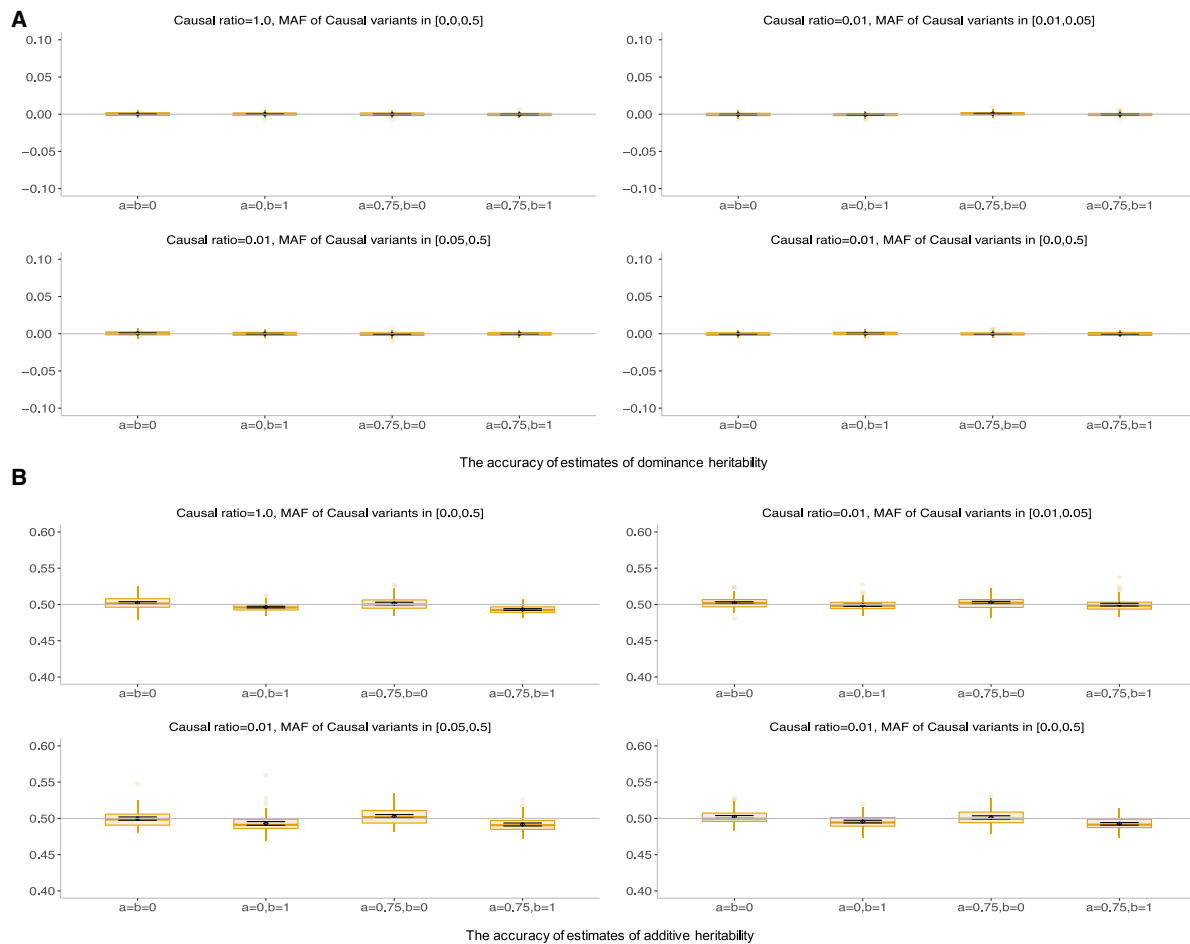 A
Causal ratio=1.0, MAF of Causal variants in [0.0,0.5]
0.10
0.05
0.00
−0.05
−0.10
a=b=0 a=0,b=1 a=0.75,b=0 a=0.75,b=1
Causal ratio=0.01, MAF of Causal variants in [0.01,0.05]
0.10
0.05
0.00
−0.05
−0.10
a=b=0 a=0,b=1 a=0.75,b=0 a=0.75,b=1
Causal ratio=0.01, MAF of Causal variants in [0.05,0.5]
0.10
0.05
0.00
−0.05
−0.10
a=b=0 a=0,b=1 a=0.75,b=0 a=0.75,b=1
Causal ratio=0.01, MAF of Causal variants in [0.0,0.5]
0.10
0.05
0.00
−0.05
−0.10
a=b=0 a=0,b=1 a=0.75,b=0 a=0.75,b=1
The accuracy of estimates of dominance heritability
B
Causal ratio=1.0, MAF of Causal variants in [0.0,0.5]
0.60
0.55
0.50
0.45
0.40
a=b=0 a=0,b=1 a=0.75,b=0 a=0.75,b=1
Causal ratio=0.01, MAF of Causal variants in [0.01,0.05]
0.60
0.55
0.50
0.45
0.40
a=b=0 a=0,b=1 a=0.75,b=0 a=0.75,b=1
Causal ratio=0.01, MAF of Causal variants in [0.05,0.5]
0.60
0.55
0.50
0.45
0.40
a=b=0 a=0,b=1 a=0.75,b=0 a=0.75,b=1
Causal ratio=0.01, MAF of Causal variants in [0.0,0.5]
0.60
0.55
0.50
0.45
0.40
a=b=0 a=0,b=1 a=0.75,b=0 a=0.75,b=1
The accuracy of estimates of additive heritability